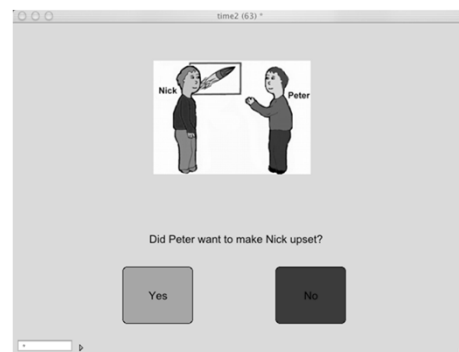 time2 (63) *
Nick
Peter
Did Peter want to make Nick upset?
Yes
No